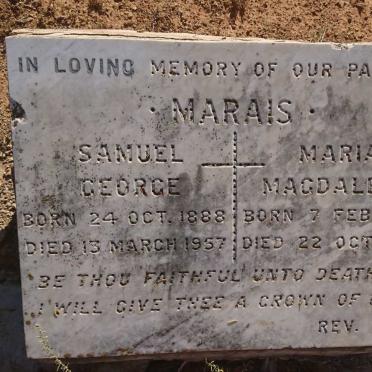 IN LOVING MEMORY OF OUR PA
· MARAIS ·
SAMUEL MARIA
GEORGE MAGDALE
BORN 24 OCT. 1888 BORN 7 FEB
DIED 13 MARCH 1957 DIED 22 OCT
BE THOU FAITHFUL UNTO DEATH
I WILL GIVE THEE A CROWN OF
REV.